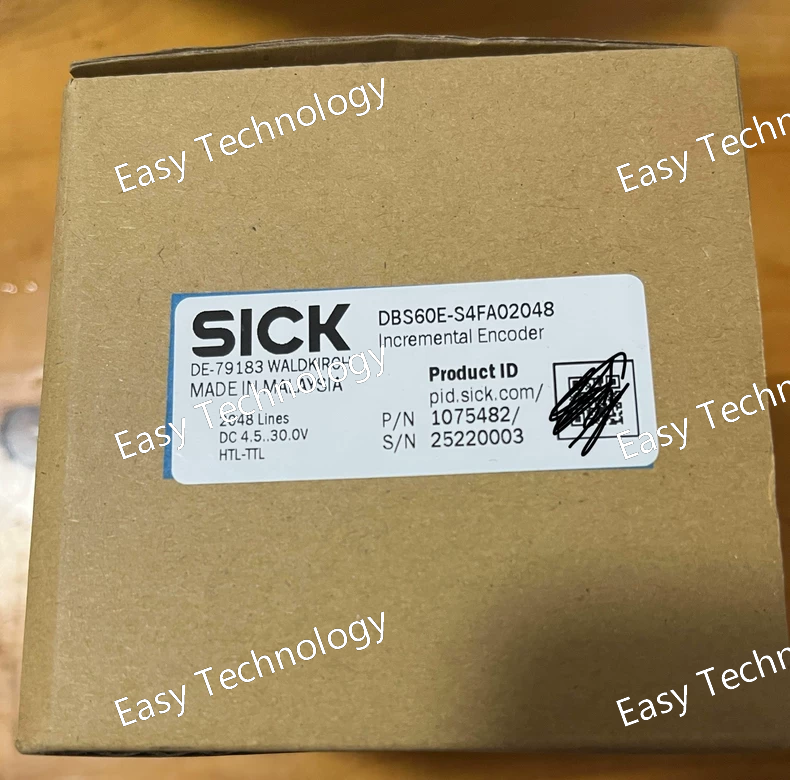 Easy Technology
Easy Techn
SICK
DE-79183 WALDKIRCH
MADE IN MALAYSIA
2048 Lines
DC 4.5..30.0V
HTL-TTL
DBS60E-S4FA02048
Incremental Encoder
Product ID
pid.sick.com/
P/N 1075482/
S/N 25220003
Easy Technology
Easy Techn
Easy Technology
Easy Techn